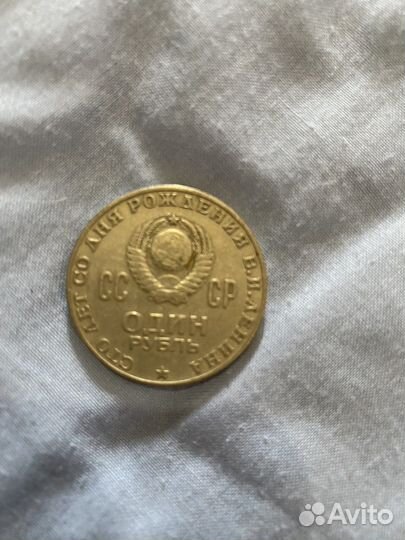 СТО ЛЕТ СО ДНЯ РОЖДЕНИЯ В.И.ЛЕНИНА
СС СР
ОДИН
РУБЛЬ
Avito